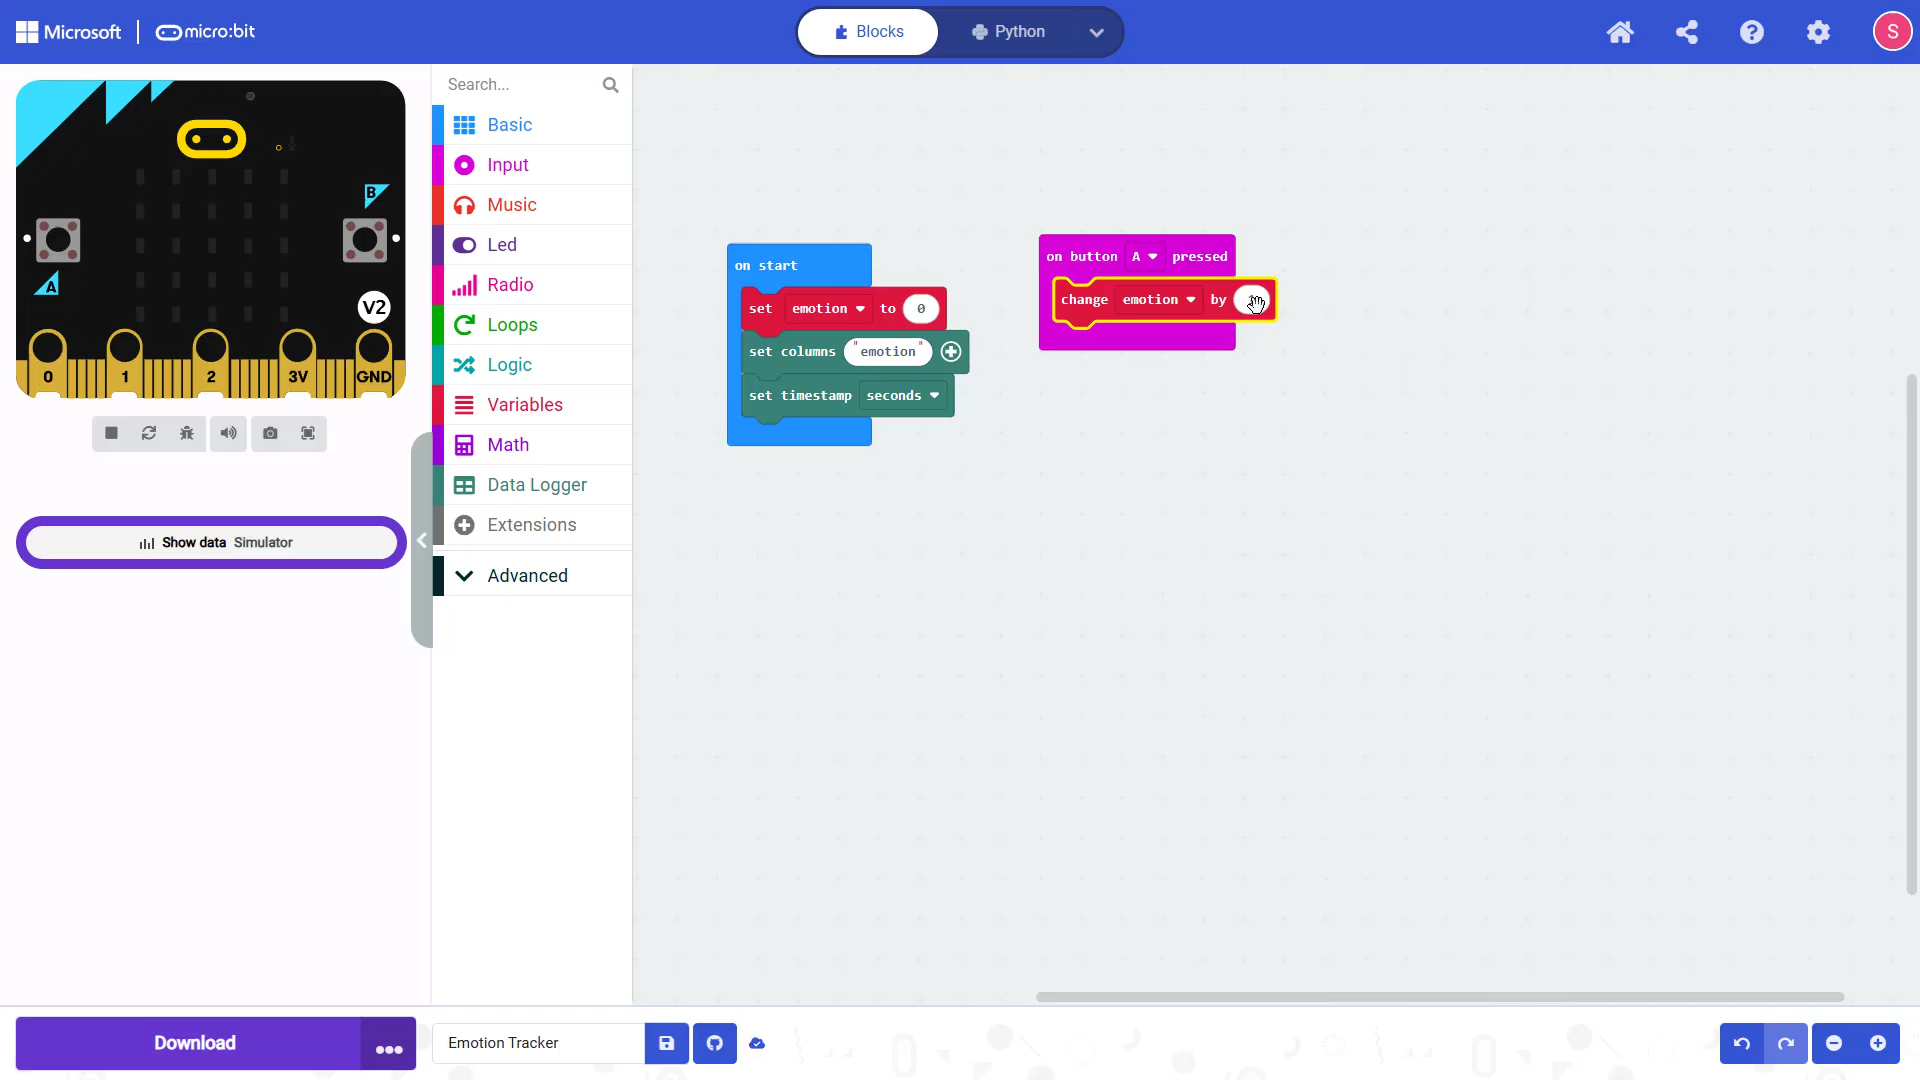 Microsoft
micro:bit
Blocks
Python
S
B
A
V2
0 1 2 3V GND
Show data Simulator
Search...
Basic
Input
Music
Led
Radio
Loops
Logic
Variables
Math
Data Logger
Extensions
Advanced
on start
set emotion to 0
set columns "emotion"
set timestamp seconds
on button A pressed
change emotion by
Download
Emotion Tracker